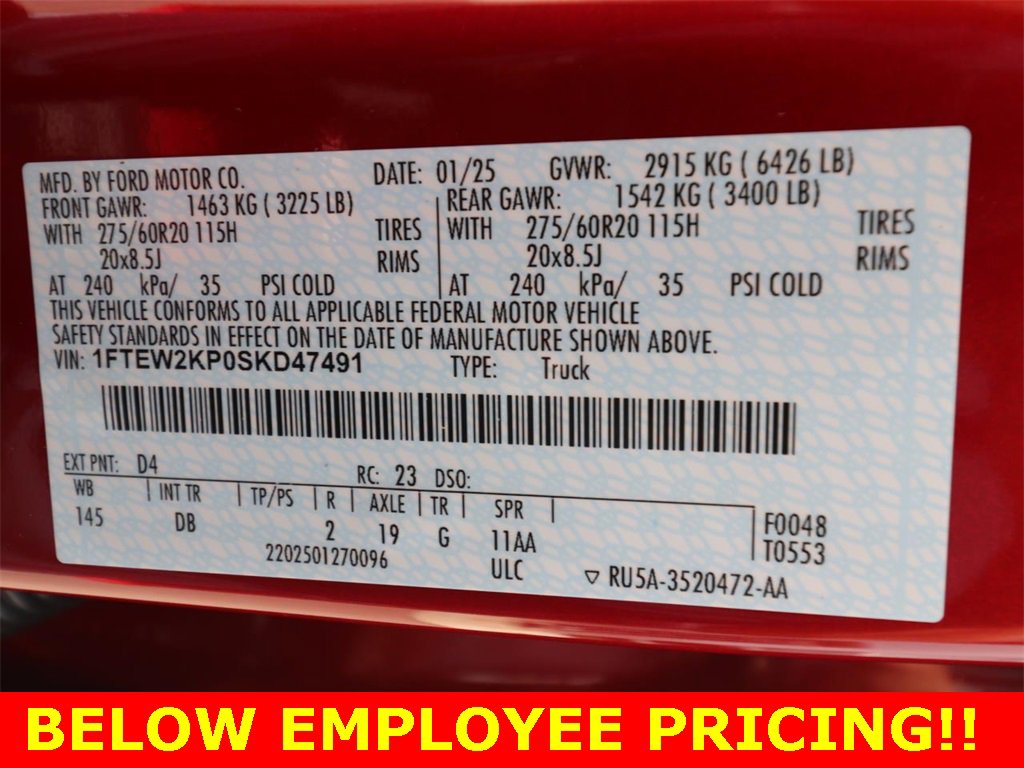 MFD. BY FORD MOTOR CO. DATE: 01/25 GVWR: 2915 KG ( 6426 LB)
FRONT GAWR: 1463 KG ( 3225 LB) REAR GAWR: 1542 KG ( 3400 LB)
WITH 275/60R20 115H TIRES WITH 275/60R20 115H TIRES
20x8.5J RIMS 20x8.5J RIMS
AT 240 kPa/ 35 PSI COLD AT 240 kPa/ 35 PSI COLD
THIS VEHICLE CONFORMS TO ALL APPLICABLE FEDERAL MOTOR VEHICLE
SAFETY STANDARDS IN EFFECT ON THE DATE OF MANUFACTURE SHOWN ABOVE.
VIN: 1FTEW2KP0SKD47491 TYPE: Truck
EXT PNT: D4 RC: 23 DSO:
WB INT TR TP/PS R AXLE TR SPR
145 DB 2 19 G 11AA F0048
2202501270096 ULC T0553
▽ RU5A-3520472-AA
BELOW EMPLOYEE PRICING!!